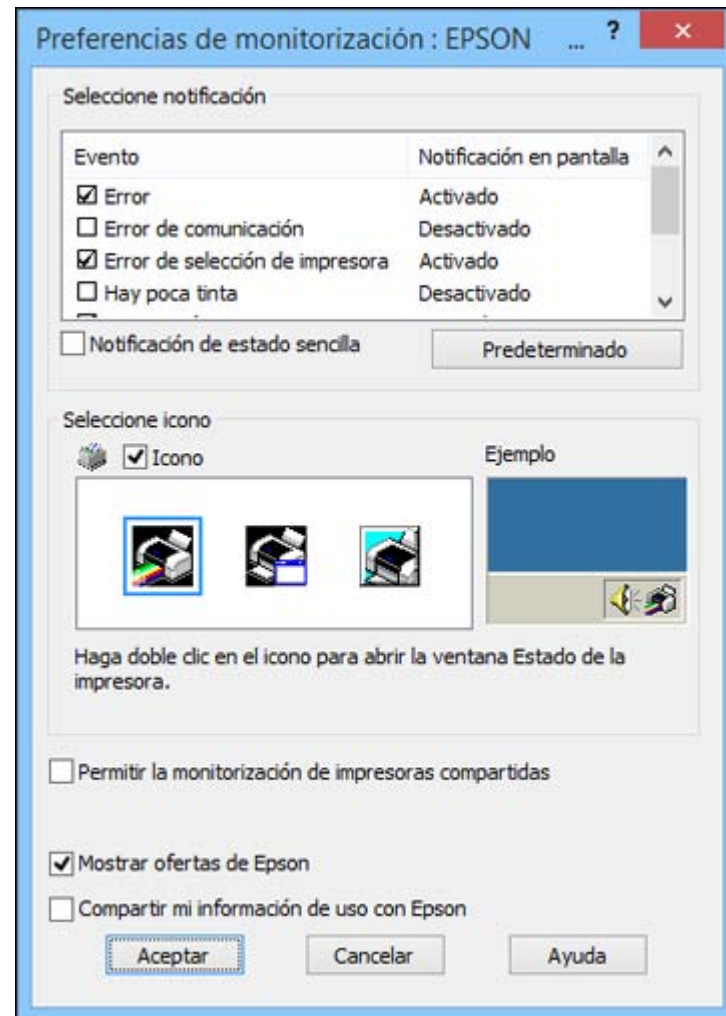 Preferencias de monitorización : EPSON ... ?
Seleccione notificación
Evento Notificación en pantalla
Error Activado
Error de comunicación Desactivado
Error de selección de impresora Activado
Hay poca tinta Desactivado
Notificación de estado sencilla Predeterminado
Seleccione icono
Icono Ejemplo
Haga doble clic en el icono para abrir la ventana Estado de la
impresora.
Permitir la monitorización de impresoras compartidas
Mostrar ofertas de Epson
Compartir mi información de uso con Epson
Aceptar Cancelar Ayuda